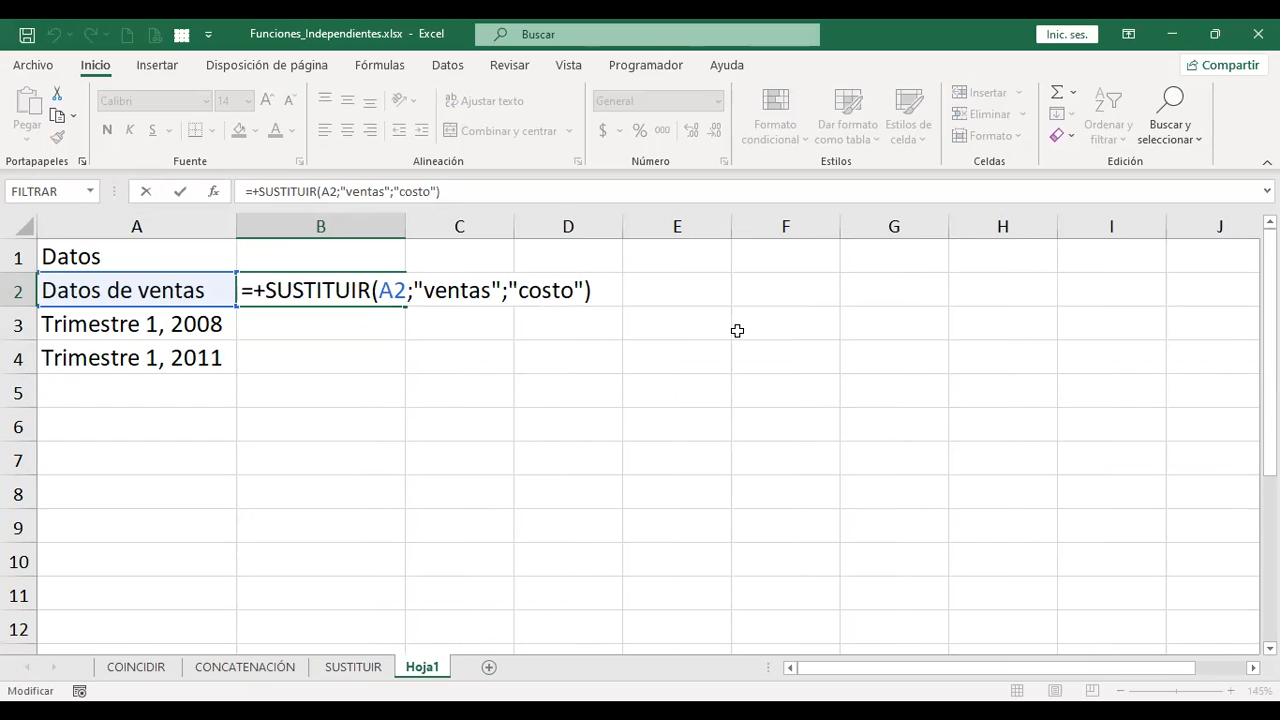 Funciones_Independientes.xlsx - Excel
Buscar
Inic. ses.
Archivo
Inicio
Insertar
Disposición de página
Fórmulas
Datos
Revisar
Vista
Programador
Ayuda
Compartir
Pegar
Portapapeles
Calibri
14
N K S
Fuente
Ajustar texto
Combinar y centrar
Alineación
General
$ % 000
Número
Formato condicional
Dar formato como tabla
Estilos de celda
Estilos
Insertar
Eliminar
Formato
Celdas
Ordenar y filtrar
Buscar y seleccionar
Edición
FILTRAR
fx
=+SUSTITUIR(A2;"ventas";"costo")
A B C D E F G H I J
1 Datos
2 Datos de ventas =+SUSTITUIR(A2;"ventas";"costo")
3 Trimestre 1, 2008
4 Trimestre 1, 2011
5
6
7
8
9
10
11
12
COINCIDIR
CONCATENACIÓN
SUSTITUIR
Hoja1
Modificar
145%